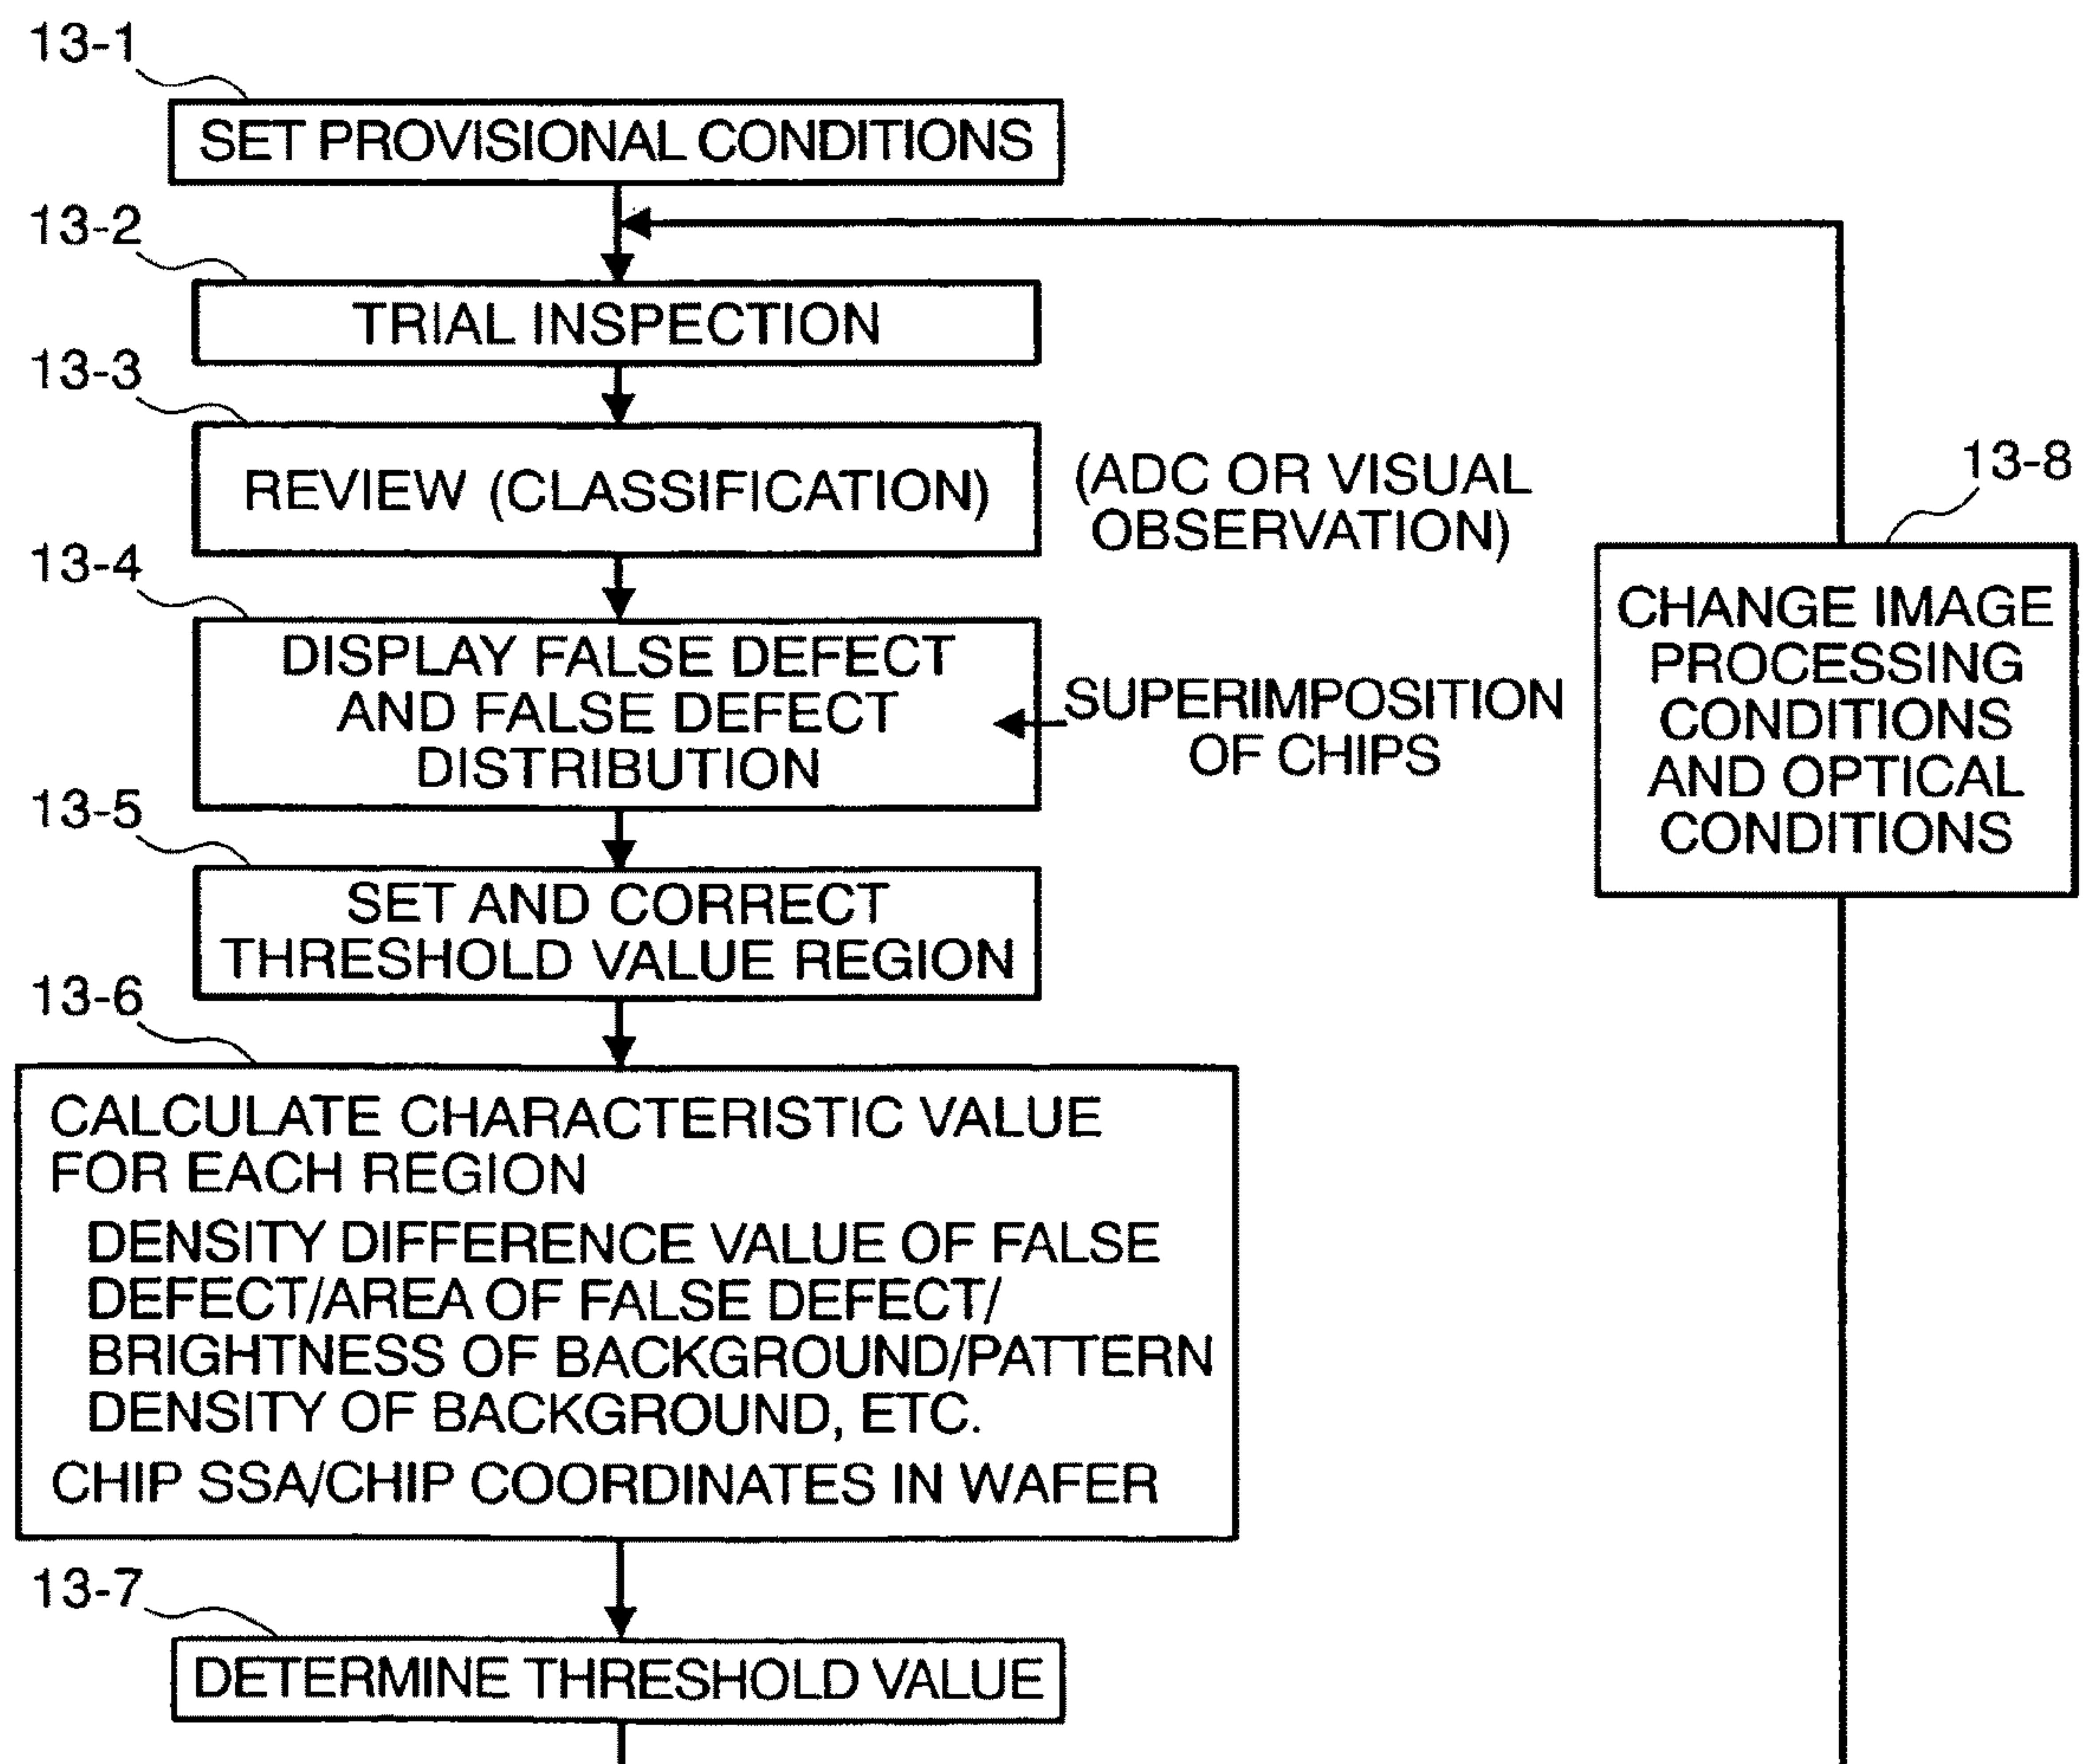 13-1
SET PROVISIONAL CONDITIONS
13-2
TRIAL INSPECTION
13-3
REVIEW (CLASSIFICATION)
(ADC OR VISUAL
OBSERVATION)
13-4
DISPLAY FALSE DEFECT
AND FALSE DEFECT
DISTRIBUTION
SUPERIMPOSITION
OF CHIPS
13-5
SET AND CORRECT
THRESHOLD VALUE REGION
13-6
CALCULATE CHARACTERISTIC VALUE
FOR EACH REGION
DENSITY DIFFERENCE VALUE OF FALSE
DEFECT/AREA OF FALSE DEFECT/
BRIGHTNESS OF BACKGROUND/PATTERN
DENSITY OF BACKGROUND, ETC.
CHIP SSA/CHIP COORDINATES IN WAFER
13-7
DETERMINE THRESHOLD VALUE
13-8
CHANGE IMAGE
PROCESSING
CONDITIONS
AND OPTICAL
CONDITIONS